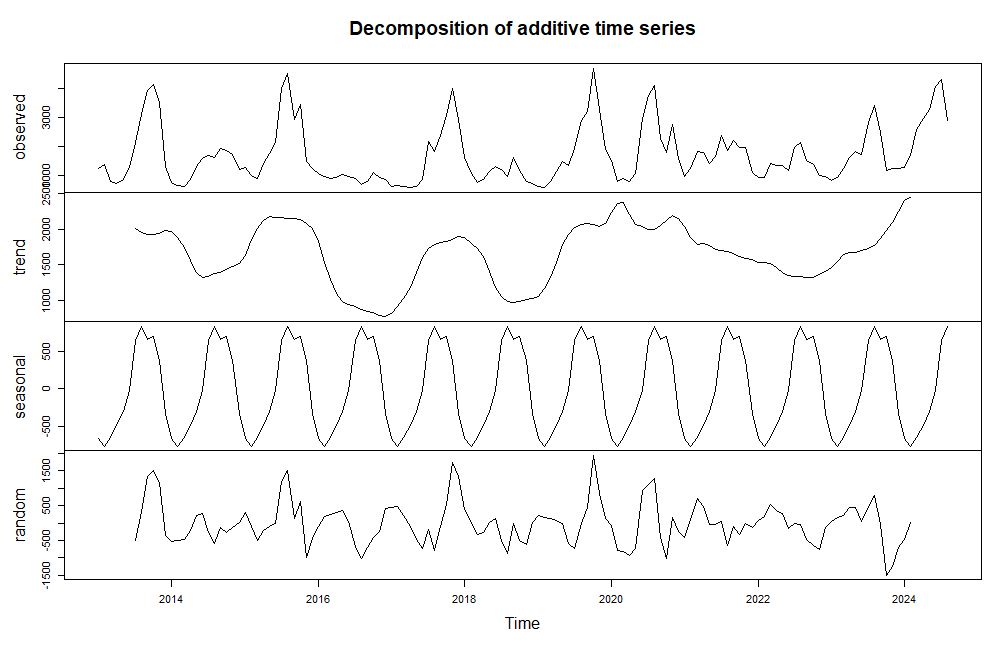 Decomposition of additive time series
observed
3000
trend
2000
1500
1000
seasonal
500
0
-500
random
1500
500
-500
-1500
2014 2016 2018 2020 2022 2024
Time